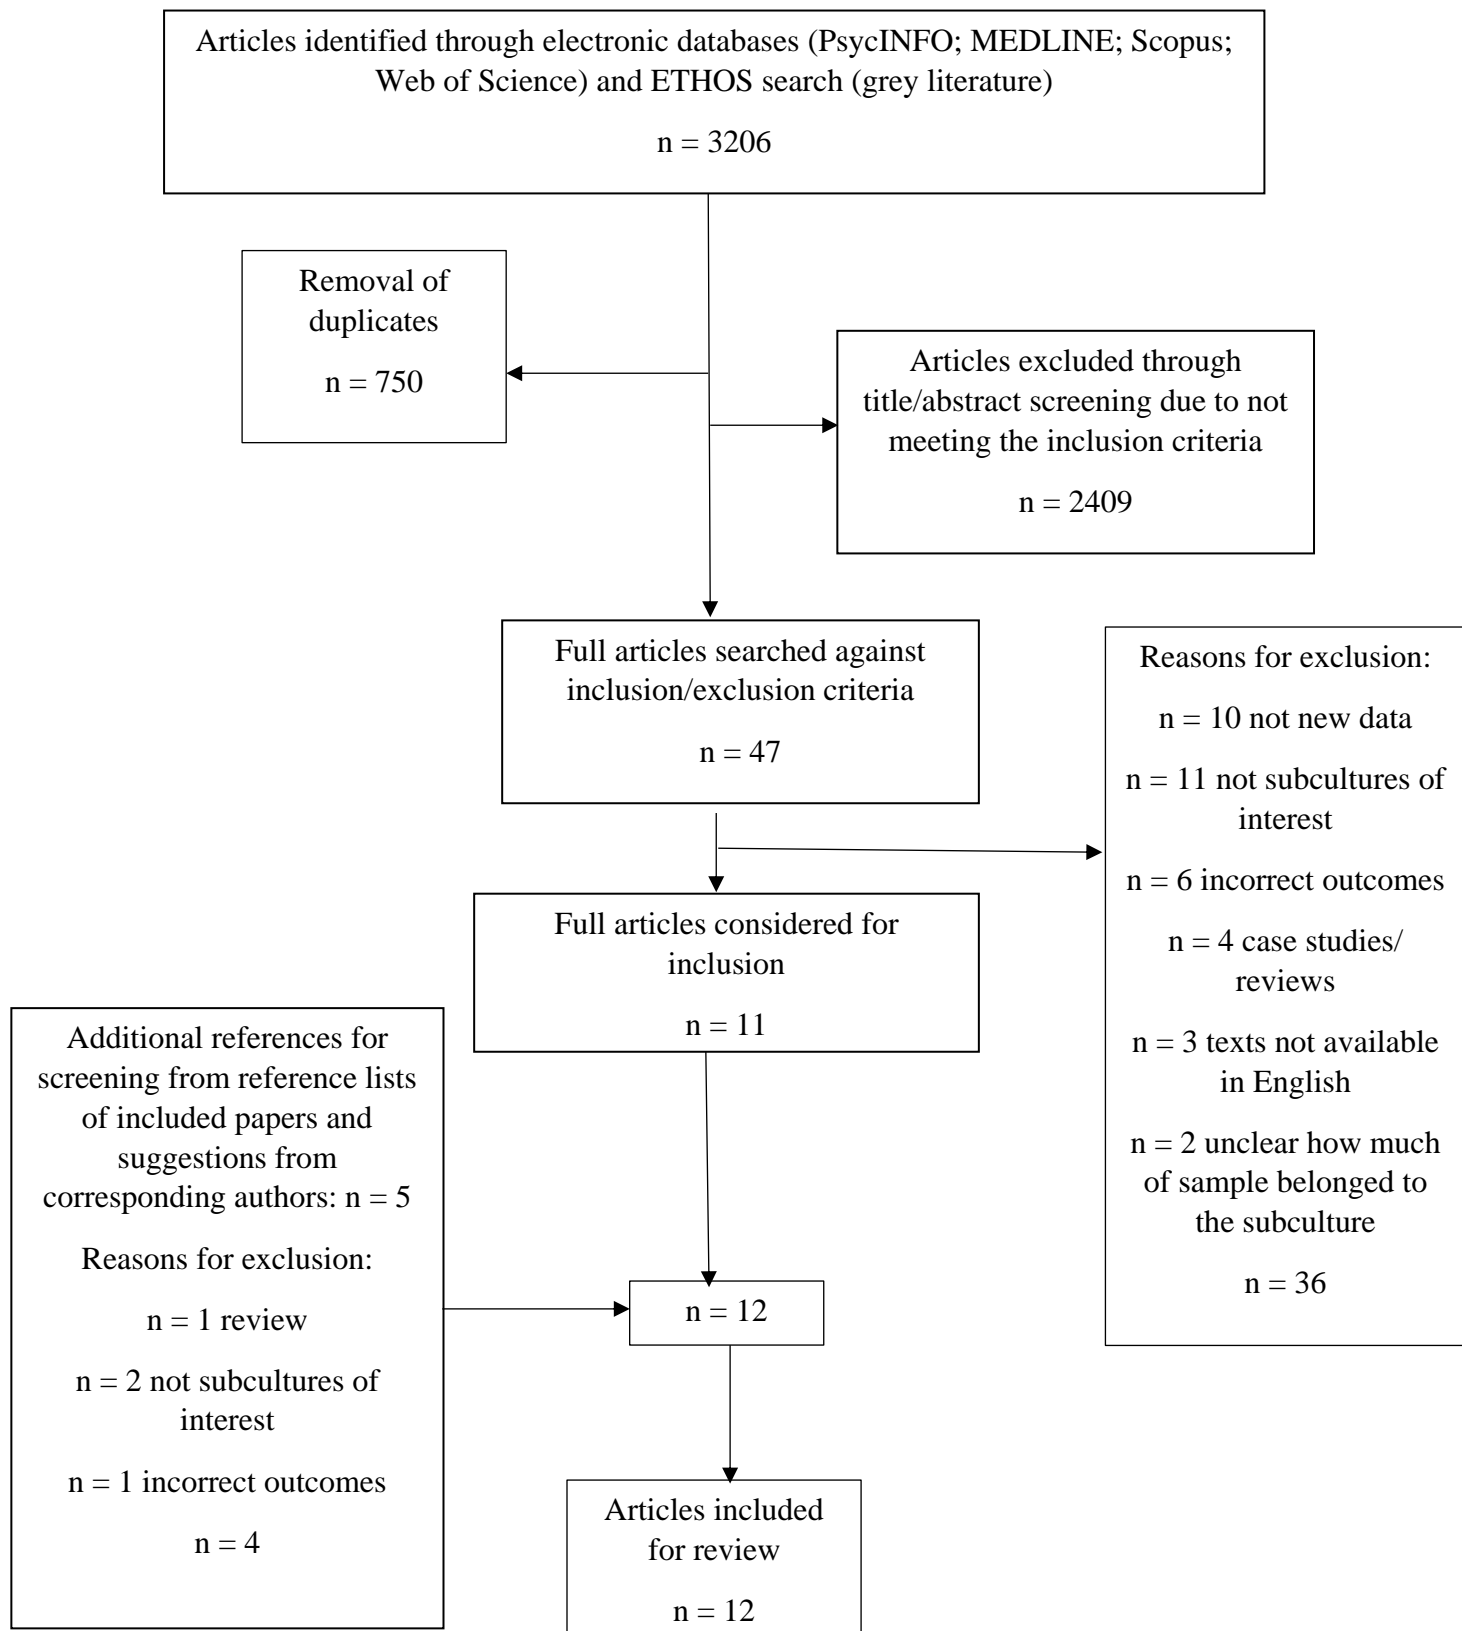 Articles identified through electronic databases (PsycINFO; MEDLINE; Scopus;
Web of Science) and ETHOS search (grey literature)
n = 3206
Removal of
duplicates
n = 750
Articles excluded through
title/abstract screening due to not
meeting the inclusion criteria
n = 2409
Full articles searched against
inclusion/exclusion criteria
n = 47
Reasons for exclusion:
n = 10 not new data
n = 11 not subcultures of
interest
n = 6 incorrect outcomes
n = 4 case studies/
reviews
n = 3 texts not available
in English
n = 2 unclear how much
of sample belonged to
the subculture
n = 36
Full articles considered for
inclusion
n = 11
Additional references for
screening from reference lists
of included papers and
suggestions from
corresponding authors: n = 5
Reasons for exclusion:
n = 1 review
n = 2 not subcultures of
interest
n = 1 incorrect outcomes
n = 4
n = 12
Articles included
for review
n = 12